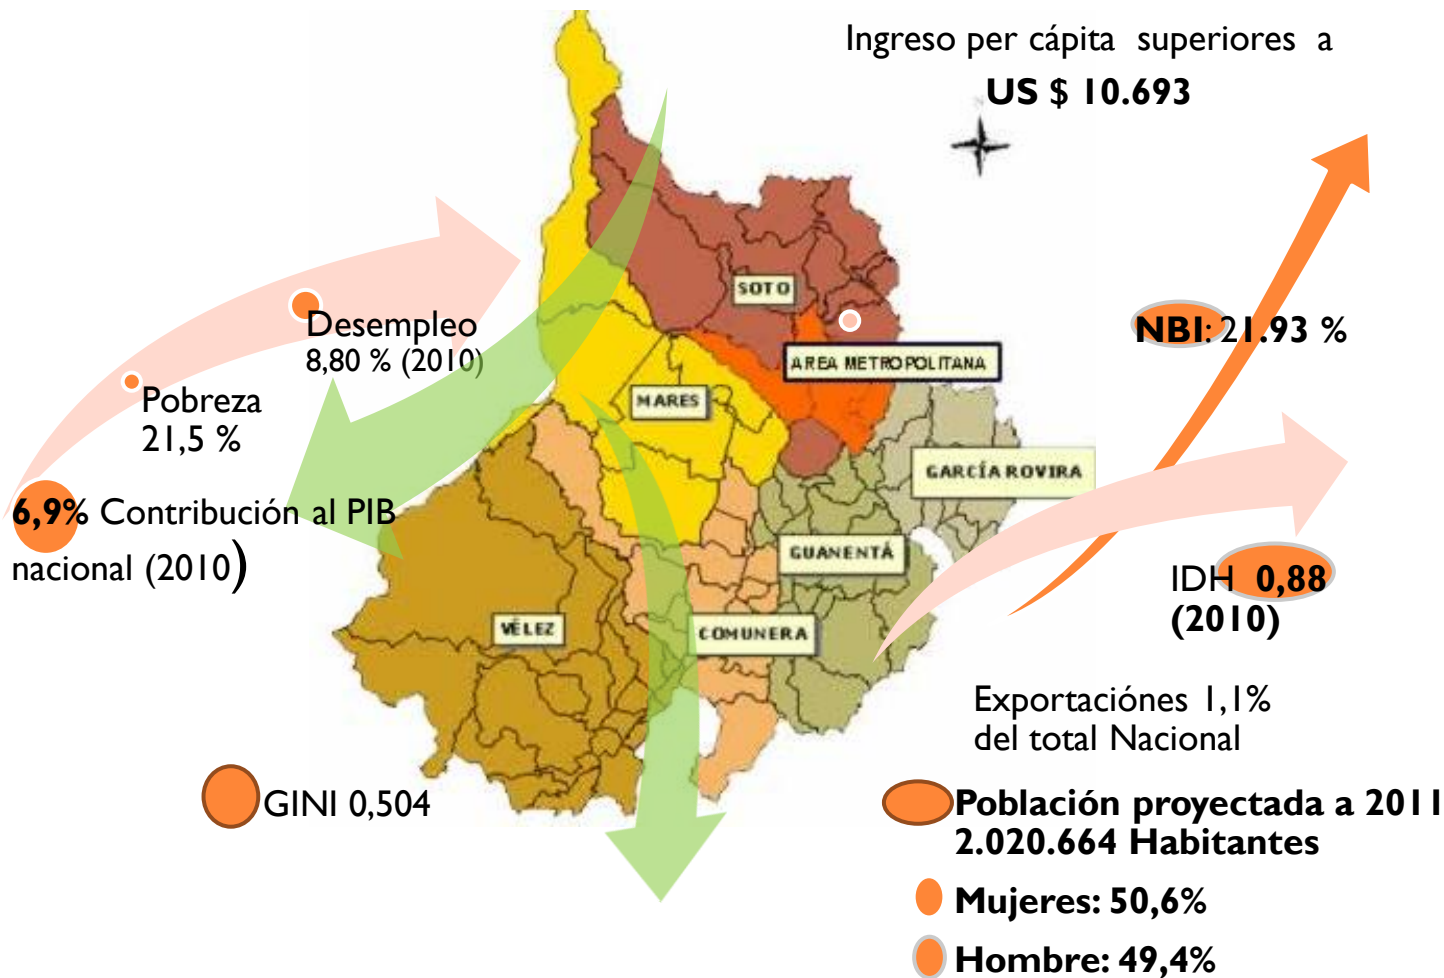 Ingreso per cápita superiores a
US $ 10.693
SOTO
Desempleo
8,80 % (2010)
NBI: 21.93 %
AREA METROPOLITANA
MARES
Pobreza
21,5 %
GARCÍA ROVIRA
6,9% Contribución al PIB
nacional (2010)
GUANENTÁ
IDH 0,88
(2010)
VÉLEZ
COMUNERA
Exportaciónes 1,1%
del total Nacional
GINI 0,504
Población proyectada a 2011
2.020.664 Habitantes
Mujeres: 50,6%
Hombre: 49,4%